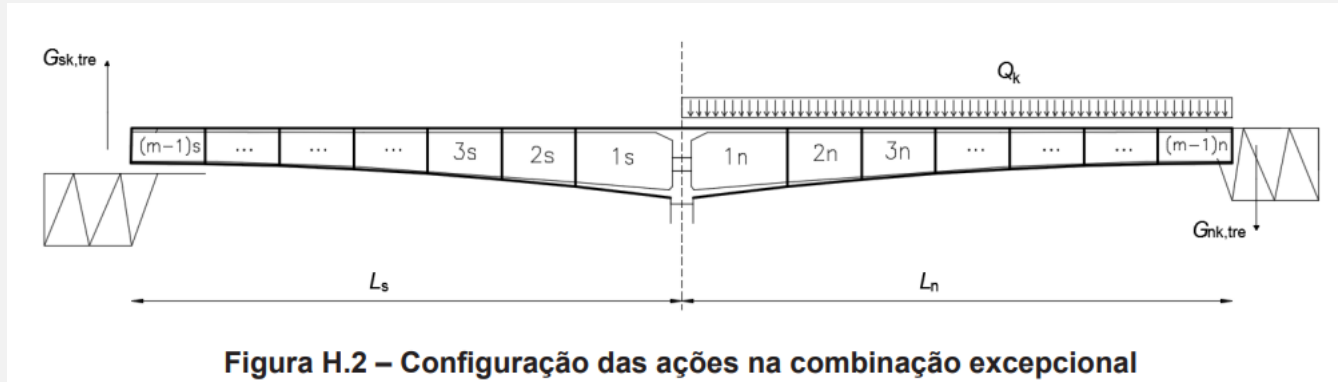 Gsk,tre
Qk
(m−1)s ... ... ... 3s 2s 1s 1n 2n 3n ... ... ... (m−1)n
Gnk,tre
Ls Ln
Figura H.2 – Configuração das ações na combinação excepcional